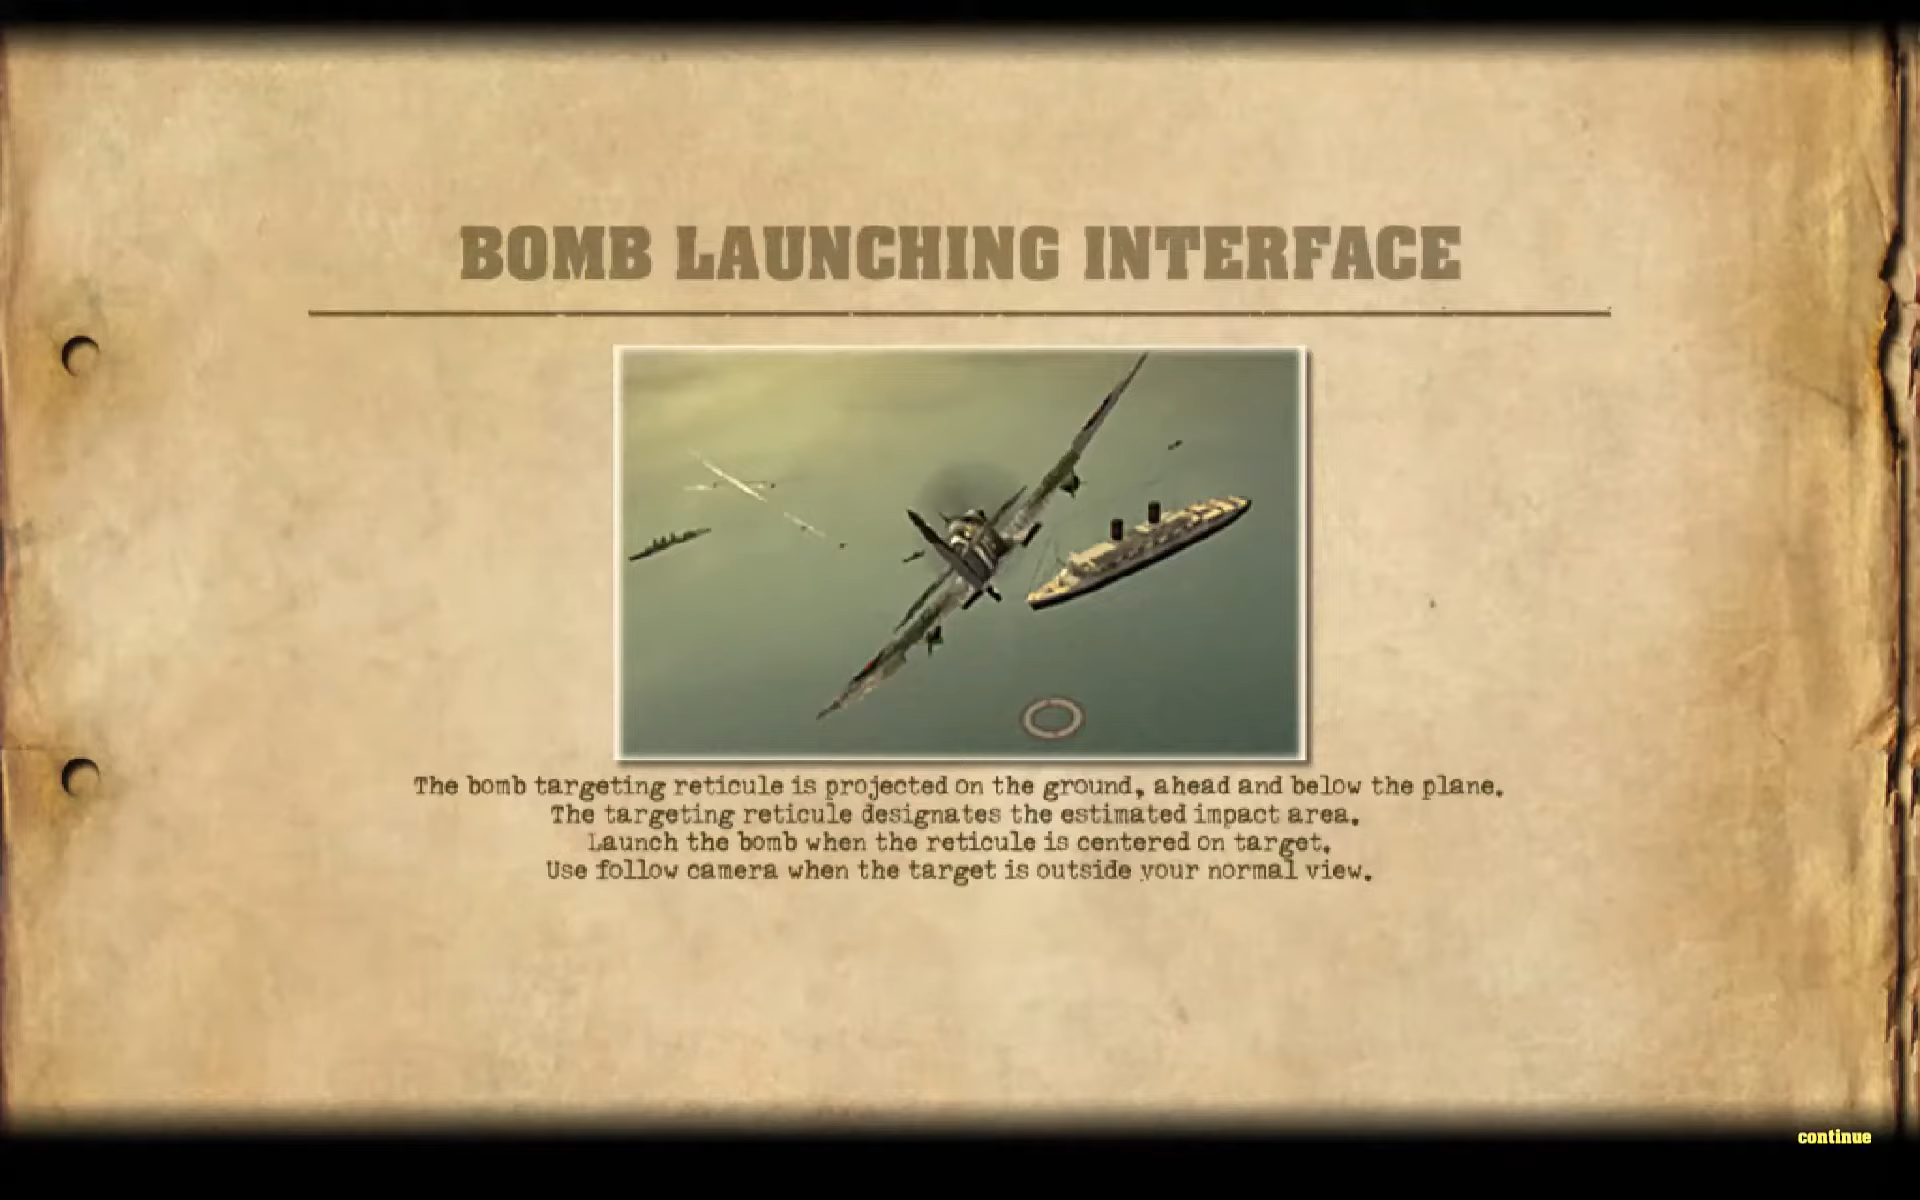 BOMB LAUNCHING INTERFACE
The bomb targeting reticule is projected on the ground, ahead and below the plane.
The targeting reticule designates the estimated impact area.
Launch the bomb when the reticule is centered on target.
Use follow camera when the target is outside your normal view.
continue